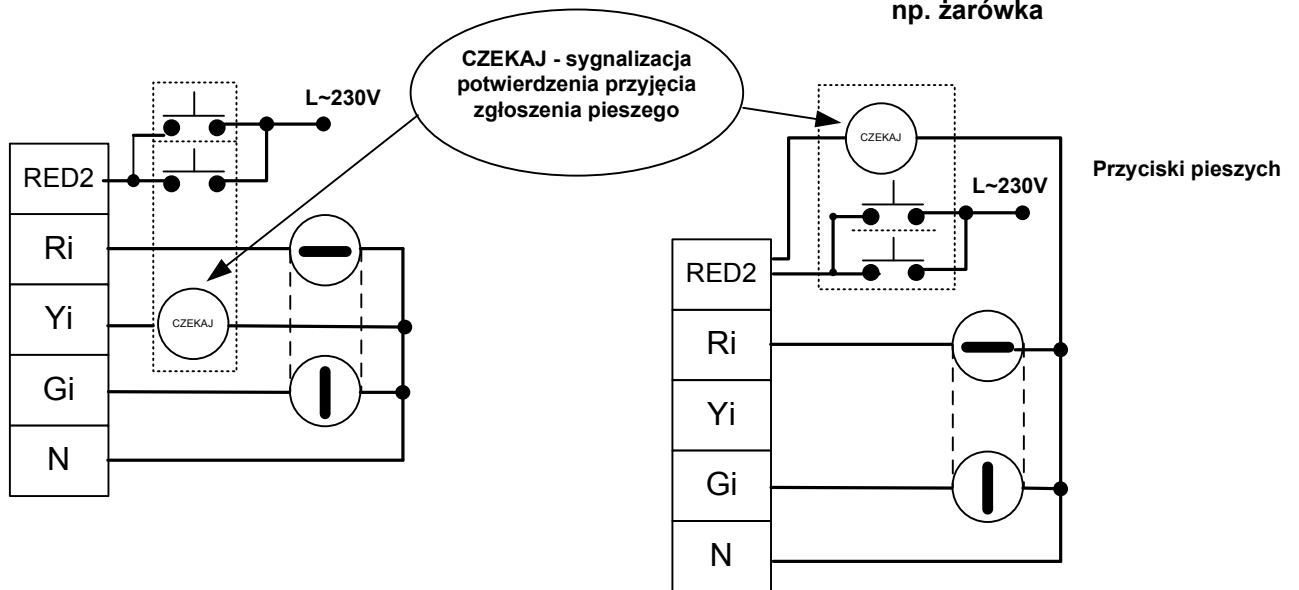 np. żarówka
CZEKAJ - sygnalizacja
potwierdzenia przyjęcia
zgłoszenia pieszego
L~230V
RED2
Ri
Yi
CZEKAJ
Gi
N
CZEKAJ
L~230V
Przyciski pieszych
RED2
Ri
Yi
Gi
N